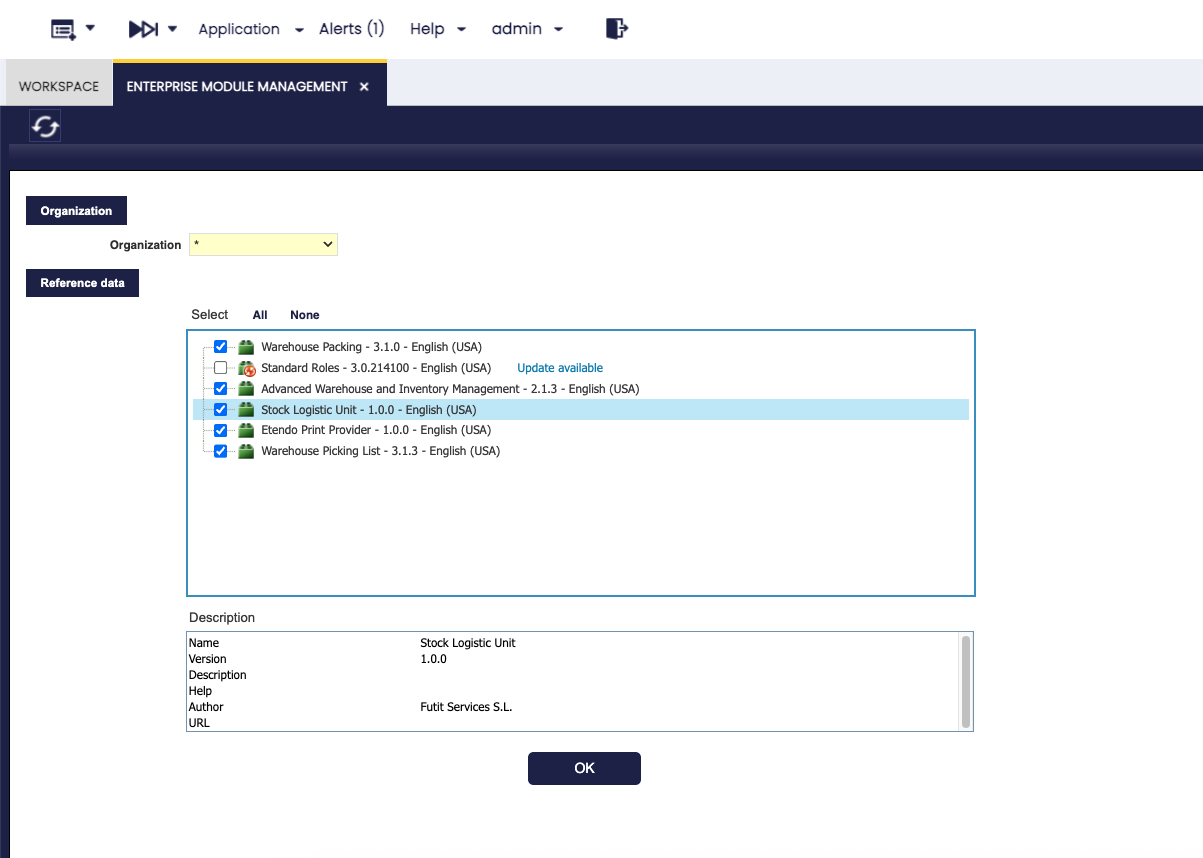 Application Alerts (1) Help admin
WORKSPACE ENTERPRISE MODULE MANAGEMENT x
Organization
Organization *
Reference data
Select All None
Warehouse Packing - 3.1.0 - English (USA)
Standard Roles - 3.0.214100 - English (USA) Update available
Advanced Warehouse and Inventory Management - 2.1.3 - English (USA)
Stock Logistic Unit - 1.0.0 - English (USA)
Etendo Print Provider - 1.0.0 - English (USA)
Warehouse Picking List - 3.1.3 - English (USA)
Description
Name Stock Logistic Unit
Version 1.0.0
Description
Help
Author Futit Services S.L.
URL
OK